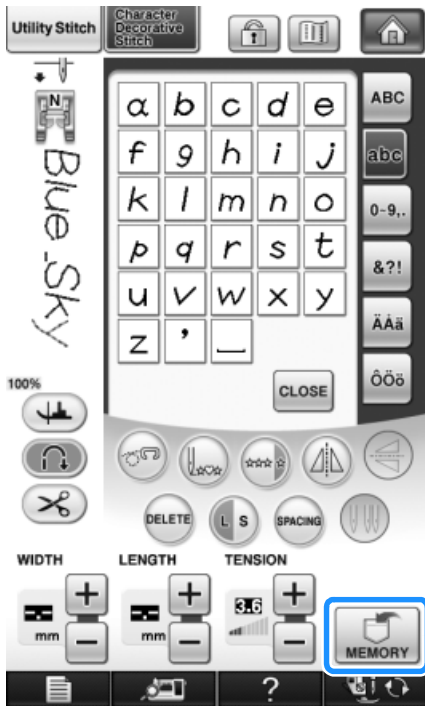 Utility Stitch
Character
Decorative
Stitch
N
Blue_Sky
100%
a b c d e
f g h i j
k l m n o
p q r s t
u v w x y
z ' _
CLOSE
ABC
abc
0-9,.
&?!
ÄÅä
ÔÖö
DELETE
L S
SPACING
WIDTH
mm
LENGTH
mm
TENSION
3.6
+ + +
− − −
MEMORY
?